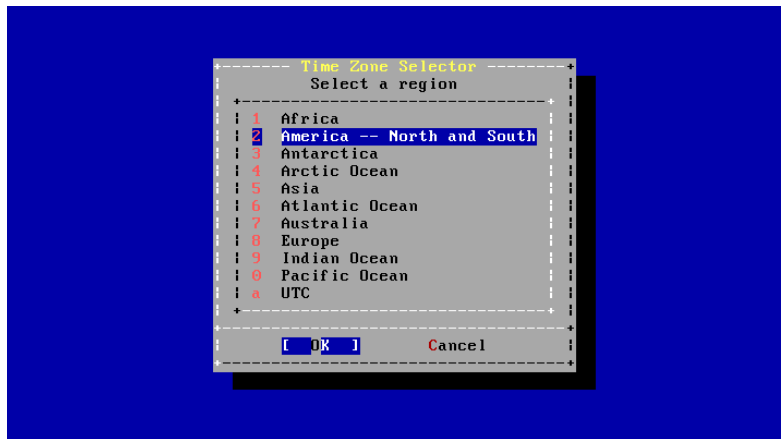 Time Zone Selector
Select a region
1 Africa
2 America -- North and South
3 Antarctica
4 Arctic Ocean
5 Asia
6 Atlantic Ocean
7 Australia
8 Europe
9 Indian Ocean
0 Pacific Ocean
a UTC
[ OK ] Cancel